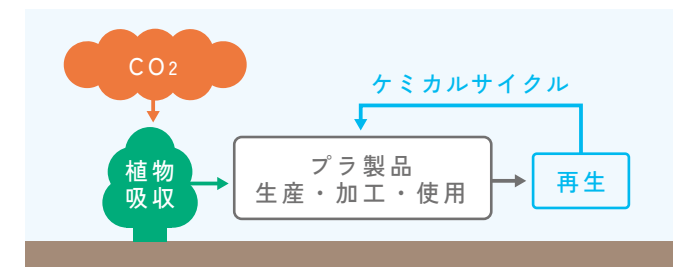 CO2
ケミカルサイクル
植物
吸収
プラ製品
生産・加工・使用
再生